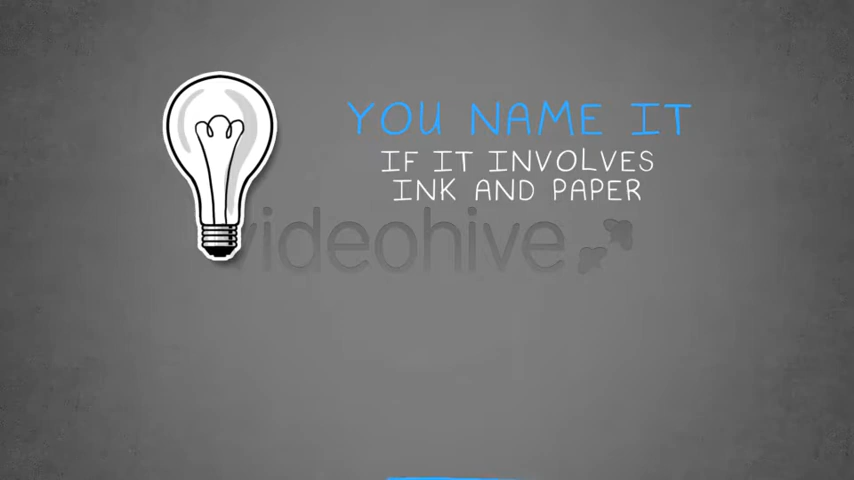 YOU NAME IT
IF IT INVOLVES
INK AND PAPER
videohive